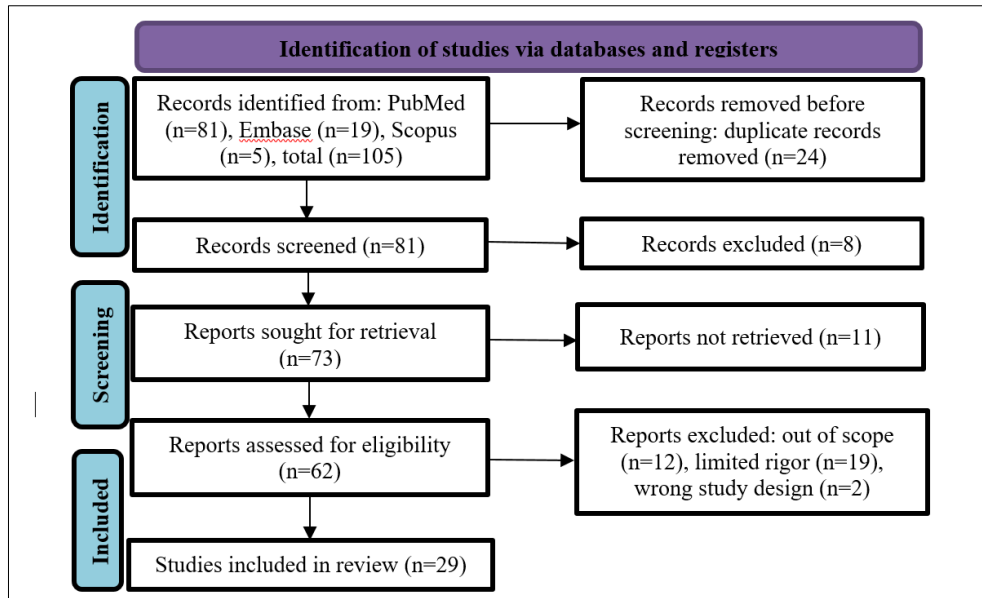 Identification of studies via databases and registers
Identification
Records identified from: PubMed
(n=81), Embase (n=19), Scopus
(n=5), total (n=105)
Records removed before
screening: duplicate records
removed (n=24)
Records screened (n=81)
Records excluded (n=8)
Screening
Reports sought for retrieval
(n=73)
Reports not retrieved (n=11)
Reports assessed for eligibility
(n=62)
Reports excluded: out of scope
(n=12), limited rigor (n=19),
wrong study design (n=2)
Included
Studies included in review (n=29)